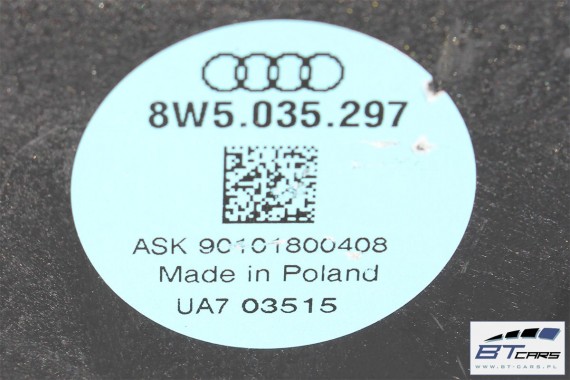 8W5.035.297
ASK 90101800408
Made in Poland
UA7 03515
BTCARS
WWW.BT-CARS.PL